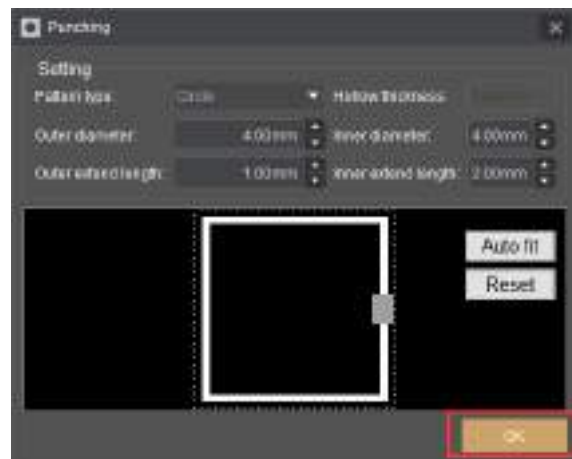 Punching
Setting
Pattern type: Circle Hollow thickness:
Outer diameter: 4.00mm Inner diameter: 4.00mm
Outer extend length: 1.00mm Inner extend length: 2.00mm
Auto fit
Reset
OK